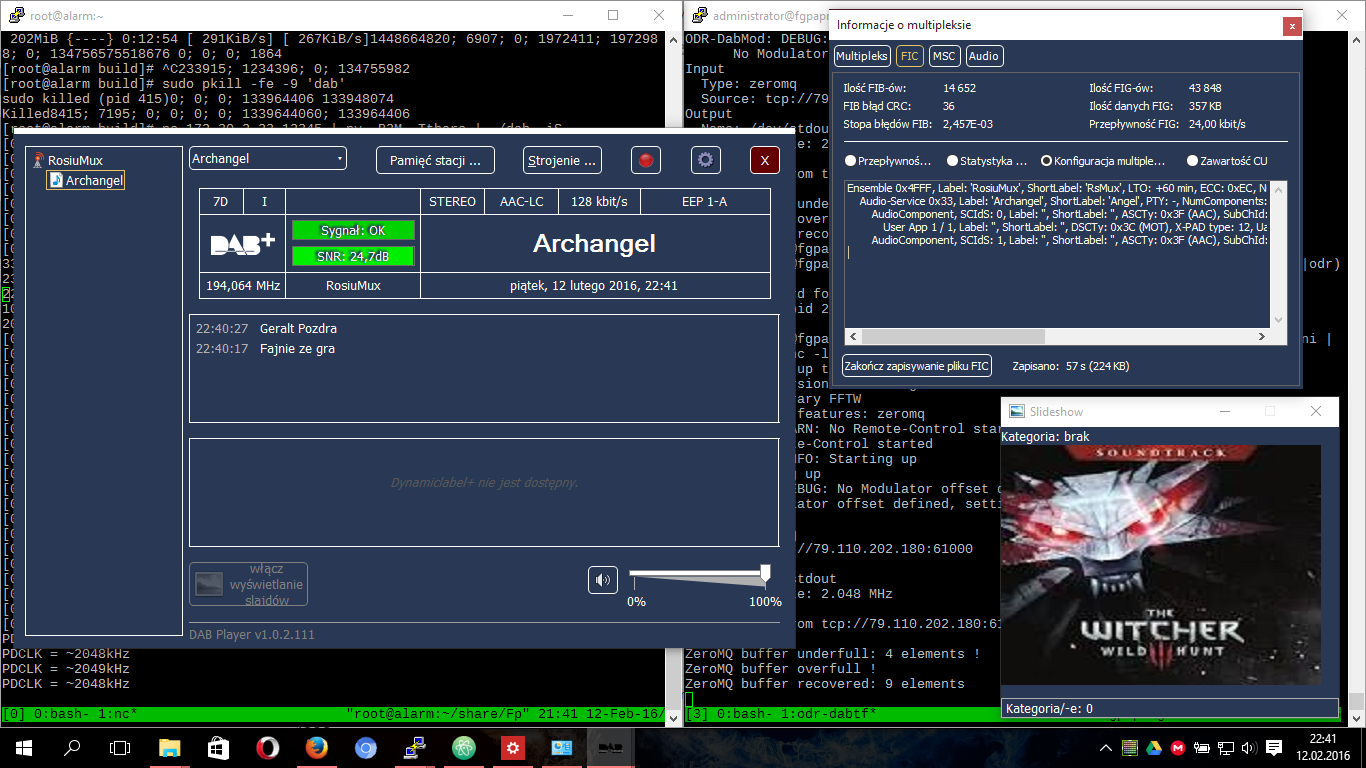 root@alarm:~
202MiB {----} 0:12:54 [ 291KiB/s] [ 267KiB/s]1448664820; 6907; 0; 1972411; 197298
8; 0; 134756575518676 0; 0; 0; 1864
[root@alarm build]# ^C233915; 1234396; 0; 134755982
[root@alarm build]# sudo pkill -fe -9 'dab'
sudo killed (pid 415)0; 0; 0; 133964406 133948074
Killed8415; 7195; 0; 0; 0; 0; 1339644060; 133964406
RosiuMux
Archangel
Archangel
Pamięć stacji ...
Strojenie ...
X
7D
I
STEREO
AAC-LC
128 kbit/s
EEP 1-A
DAB+
Sygnał: OK
SNR: 24,7dB
Archangel
194,064 MHz
RosiuMux
piątek, 12 lutego 2016, 22:41
22:40:27 Geralt Pozdra
22:40:17 Fajnie ze gra
Dynamiclabel+ nie jest dostępny.
włącz
wyświetlanie
slajdów
0%
100%
DAB Player v1.0.2.111
PDCLK = ~2048kHz
PDCLK = ~2049kHz
PDCLK = ~2048kHz
[0] 0:bash- 1:nc*
"root@alarm:~/share/Fp" 21:41 12-Feb-16/
administrator@fgpapr
ODR-DabMod: DEBUG:
No Modulator
Input
Type: zeromq
Source: tcp://79
Output
Informacje o multipleksie
x
Multipleks
FIC
MSC
Audio
Ilość FIB-ów: 14 652
Ilość FIG-ów: 43 848
FIB błąd CRC: 36
Ilość danych FIG: 357 KB
Stopa błędów FIB: 2,457E-03
Przepływność FIG: 24,00 kbit/s
Przepływnoś...
Statystyka ...
Konfiguracja multiple...
Zawartość CU
Ensemble 0x4FFF, Label: 'RosiuMux', ShortLabel: 'RsMux', LTO: +60 min, ECC: 0xEC, N
Audio-Service 0x33, Label: 'Archangel', ShortLabel: 'Angel', PTY: -, NumComponents:
AudioComponent, SCIdS: 0, Label: '', ShortLabel: '', ASCTy: 0x3F (AAC), SubChId:
User App 1 / 1, Label: '', ShortLabel: '', DSCTy: 0x3C (MOT), X-PAD type: 12, Ua
AudioComponent, SCIdS: 1, Label: '', ShortLabel: '', ASCTy: 0x3F (AAC), SubChId:
Zakończ zapisywanie pliku FIC
Zapisano: 57 s (224 KB)
rary FFTW
features: zeromq
ARN: No Remote-Control star
e-Control started
NFO: Starting up
g up
EBUG: No Modulator offset d
ator offset defined, setti
//79.110.202.180:61000
stdout
te: 2.048 MHz
rom tcp://79.110.202.180:61
ZeroMQ buffer underfull: 4 elements !
ZeroMQ buffer overfull !
ZeroMQ buffer recovered: 9 elements
[3] 0:bash- 1:odr-dabtf*
Slideshow
Kategoria: brak
SOUNDTRACK
THE
WITCHER
WILD HUNT
Kategoria/-e: 0
22:41
12.02.2016